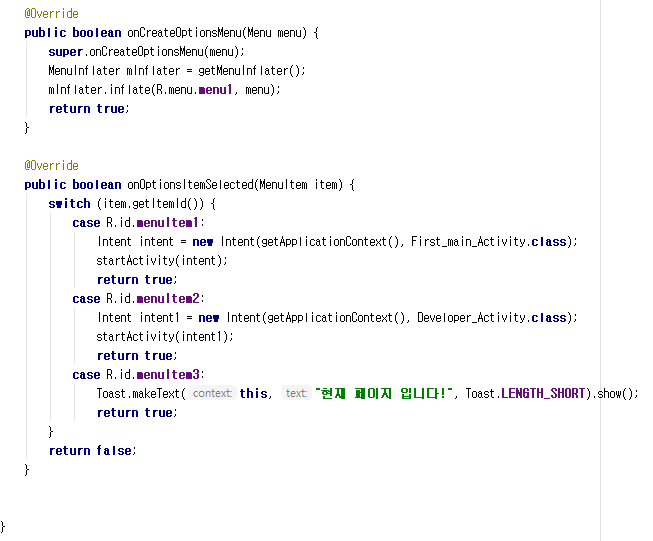 @Override
public boolean onCreateOptionsMenu(Menu menu) {
super.onCreateOptionsMenu(menu);
MenuInflater mInflater = getMenuInflater();
mInflater.inflate(R.menu.menu1, menu);
return true;
}
@Override
public boolean onOptionsItemSelected(MenuItem item) {
switch (item.getItemId()) {
case R.id.menuItem1:
Intent intent = new Intent(getApplicationContext(), First_main_Activity.class);
startActivity(intent);
return true;
case R.id.menuItem2:
Intent intent1 = new Intent(getApplicationContext(), Developer_Activity.class);
startActivity(intent1);
return true;
case R.id.menuItem3:
Toast.makeText( context: this, text: "현재 페이지 입니다!", Toast.LENGTH_SHORT).show();
return true;
}
return false;
}
}